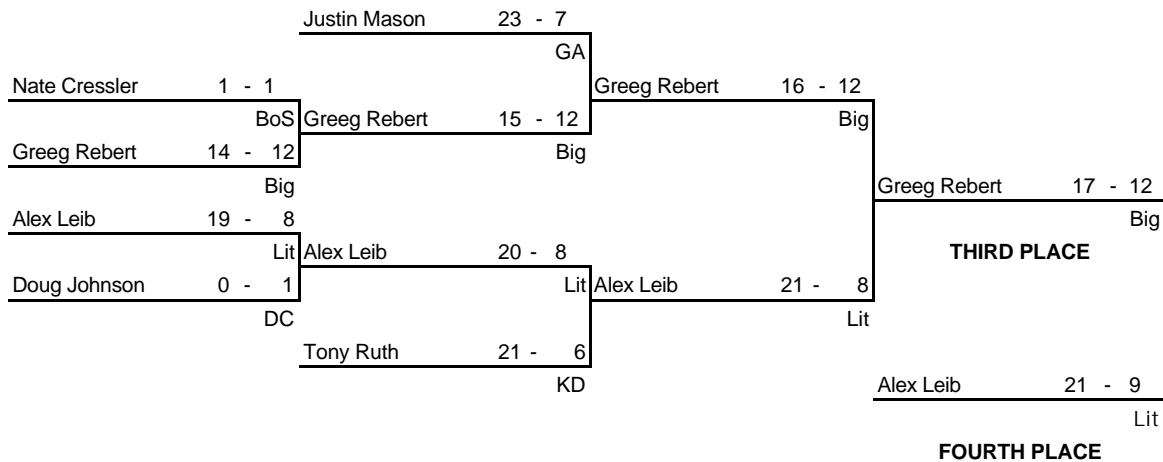 Justin Mason 23 - 7
GA
Nate Cressler 1 - 1
Greeg Rebert 16 - 12
BoS Greeg Rebert 15 - 12
Big
Greeg Rebert 14 - 12
Big
Big
Greeg Rebert 17 - 12
Alex Leib 19 - 8
Big
Lit Alex Leib 20 - 8
THIRD PLACE
Doug Johnson 0 - 1
Lit Alex Leib 21 - 8
DC
Lit
Tony Ruth 21 - 6
KD
Alex Leib 21 - 9
Lit
FOURTH PLACE